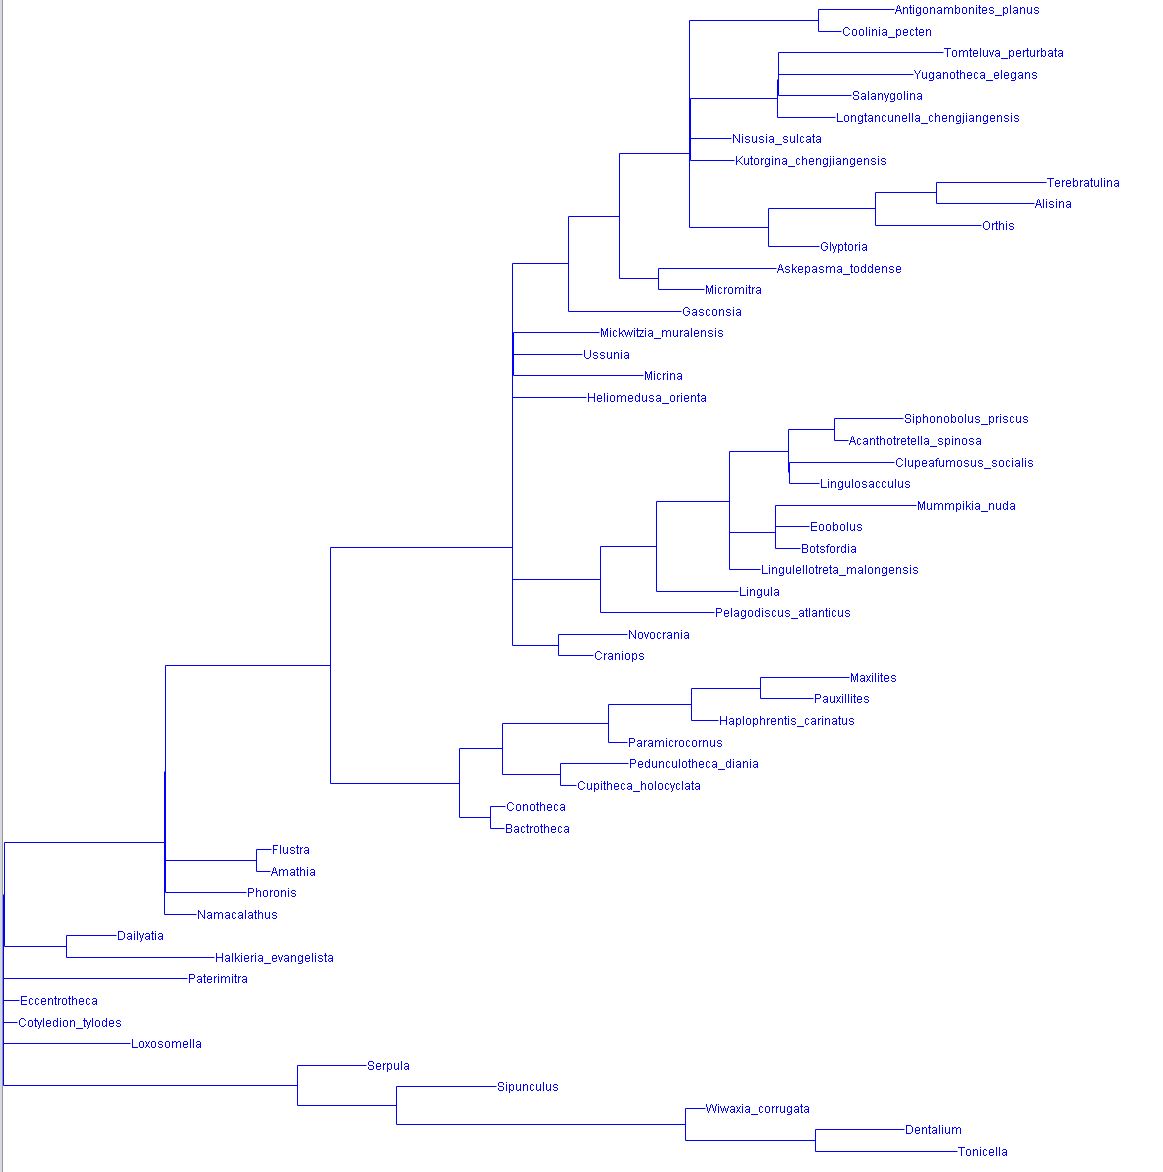 Antigonambonites_planus
Coolinia_pecten
Tomteluva_perturbata
Yuganotheca_elegans
Salanygolina
Longtancunella_chengjiangensis
Nisusia_sulcata
Kutorgina_chengjiangensis
Terebratulina
Alisina
Orthis
Glyptoria
Askepasma_toddense
Micromitra
Gasconsia
Mickwitzia_muralensis
Ussunia
Micrina
Heliomedusa_orienta
Siphonobolus_priscus
Acanthotretella_spinosa
Clupeafumosus_socialis
Lingulosacculus
Mummpikia_nuda
Eoobolus
Botsfordia
Lingulellotreta_malongensis
Lingula
Pelagodiscus_atlanticus
Novocrania
Craniops
Maxilites
Pauxillites
Haplophrentis_carinatus
Paramicrocornus
Pedunculotheca_diania
Cupitheca_holocyclata
Conotheca
Bactrotheca
Flustra
Amathia
Phoronis
Namacalathus
Dailyatia
Halkieria_evangelista
Paterimitra
Eccentrotheca
Cotyledion_tylodes
Loxosomella
Serpula
Sipunculus
Wiwaxia_corrugata
Dentalium
Tonicella